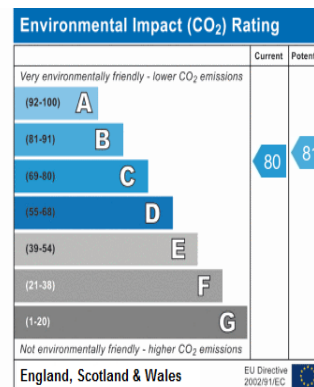 Environmental Impact (CO₂) Rating
Current Poten
Very environmentally friendly - lower CO₂ emissions
(92-100) A
(81-91) B
(69-80) C
80 81
(55-68) D
(39-54) E
(21-38) F
(1-20) G
Not environmentally friendly - higher CO₂ emissions
England, Scotland & Wales
EU Directive
2002/91/EC